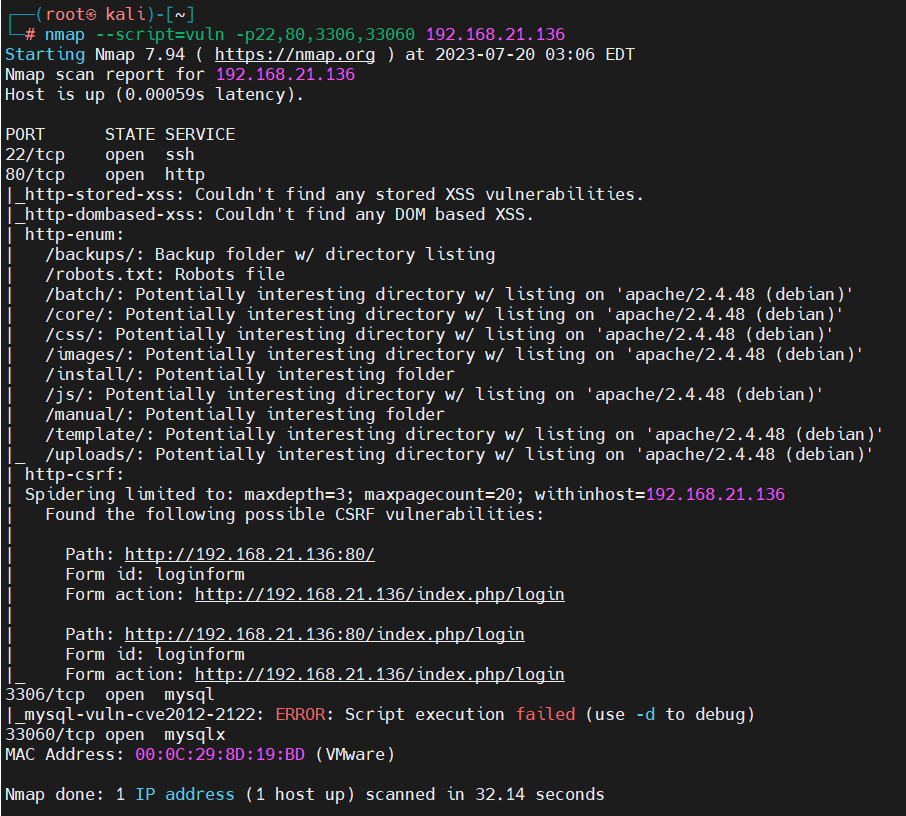 ┌──(root㉿ kali)-[~]
└─# nmap --script=vuln -p22,80,3306,33060 192.168.21.136
Starting Nmap 7.94 ( https://nmap.org ) at 2023-07-20 03:06 EDT
Nmap scan report for 192.168.21.136
Host is up (0.00059s latency).

PORT      STATE SERVICE
22/tcp    open  ssh
80/tcp    open  http
|_http-stored-xss: Couldn't find any stored XSS vulnerabilities.
|_http-dombased-xss: Couldn't find any DOM based XSS.
| http-enum:
|   /backups/: Backup folder w/ directory listing
|   /robots.txt: Robots file
|   /batch/: Potentially interesting directory w/ listing on 'apache/2.4.48 (debian)'
|   /core/: Potentially interesting directory w/ listing on 'apache/2.4.48 (debian)'
|   /css/: Potentially interesting directory w/ listing on 'apache/2.4.48 (debian)'
|   /images/: Potentially interesting directory w/ listing on 'apache/2.4.48 (debian)'
|   /install/: Potentially interesting folder
|   /js/: Potentially interesting directory w/ listing on 'apache/2.4.48 (debian)'
|   /manual/: Potentially interesting folder
|   /template/: Potentially interesting directory w/ listing on 'apache/2.4.48 (debian)'
|_  /uploads/: Potentially interesting directory w/ listing on 'apache/2.4.48 (debian)'
| http-csrf:
| Spidering limited to: maxdepth=3; maxpagecount=20; withinhost=192.168.21.136
|   Found the following possible CSRF vulnerabilities:
|
|     Path: http://192.168.21.136:80/
|     Form id: loginform
|     Form action: http://192.168.21.136/index.php/login
|
|     Path: http://192.168.21.136:80/index.php/login
|     Form id: loginform
|_    Form action: http://192.168.21.136/index.php/login
3306/tcp  open  mysql
|_mysql-vuln-cve2012-2122: ERROR: Script execution failed (use -d to debug)
33060/tcp open  mysqlx
MAC Address: 00:0C:29:8D:19:BD (VMware)

Nmap done: 1 IP address (1 host up) scanned in 32.14 seconds